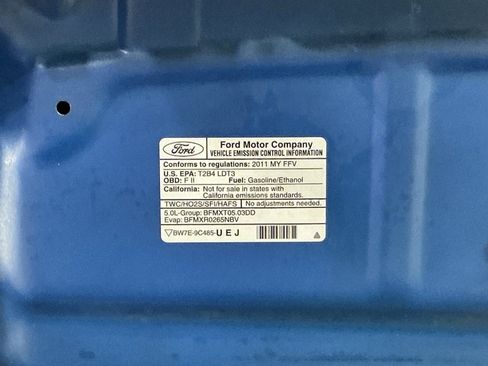 Ford
Ford Motor Company
VEHICLE EMISSION CONTROL INFORMATION
Conforms to regulations: 2011 MY FFV
U.S. EPA: T2B4 LDT3
OBD: F II Fuel: Gasoline/Ethanol
California: Not for sale in states with
California emissions standards.
TWC/HO2S/SFI/HAFS No adjustments needed.
5.0L-Group: BFMXT05.03DD
Evap: BFMXR0265NBV
BW7E-9C485-UEJ